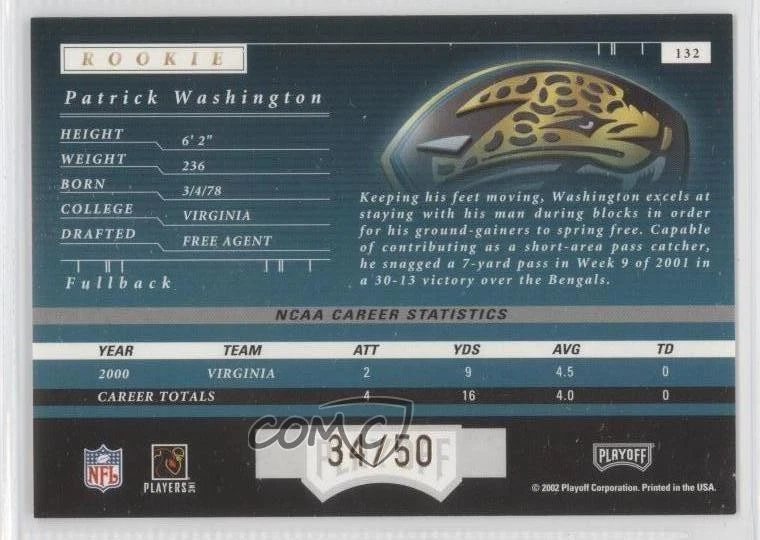 ROOKIE
132
Patrick Washington
HEIGHT 6' 2"
WEIGHT 236
BORN 3/4/78
COLLEGE VIRGINIA
DRAFTED FREE AGENT
Fullback
Keeping his feet moving, Washington excels at
staying with his man during blocks in order
for his ground-gainers to spring free. Capable
of contributing as a short-area pass catcher,
he snagged a 7-yard pass in Week 9 of 2001 in
a 30-13 victory over the Bengals.
NCAA CAREER STATISTICS
YEAR TEAM ATT YDS AVG TD
2000 VIRGINIA 2 9 4.5 0
CAREER TOTALS 4 16 4.0 0
COMC
34/50
PLAYOFF
NFL
PLAYERS INC
PLAYOFF
© 2002 Playoff Corporation. Printed in the USA.